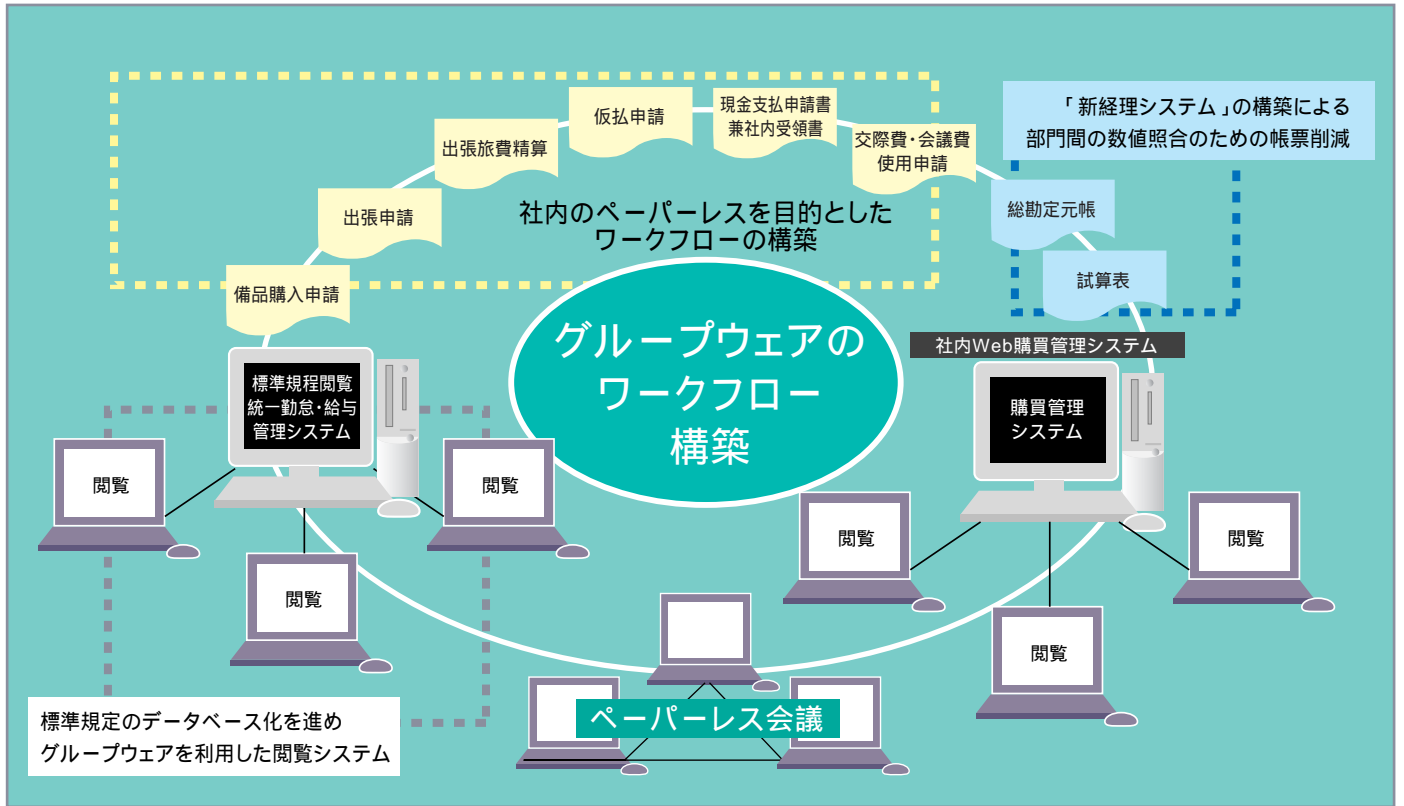 仮払申請
現金支払申請書
兼社内受領書
出張旅費精算
交際費・会議費
使用申請
「新経理システム」の構築による
部門間の数値照合のための帳票削減
出張申請
社内のペーパーレスを目的とした
ワークフローの構築
総勘定元帳
備品購入申請
試算表
グループウェアの
ワークフロー
構築
社内Web購買管理システム
標準規程閲覧
統一勤怠・給与
管理システム
購買管理
システム
閲覧
閲覧
閲覧
閲覧
閲覧
閲覧
ペーパーレス会議
標準規定のデータベース化を進め
グループウェアを利用した閲覧システム